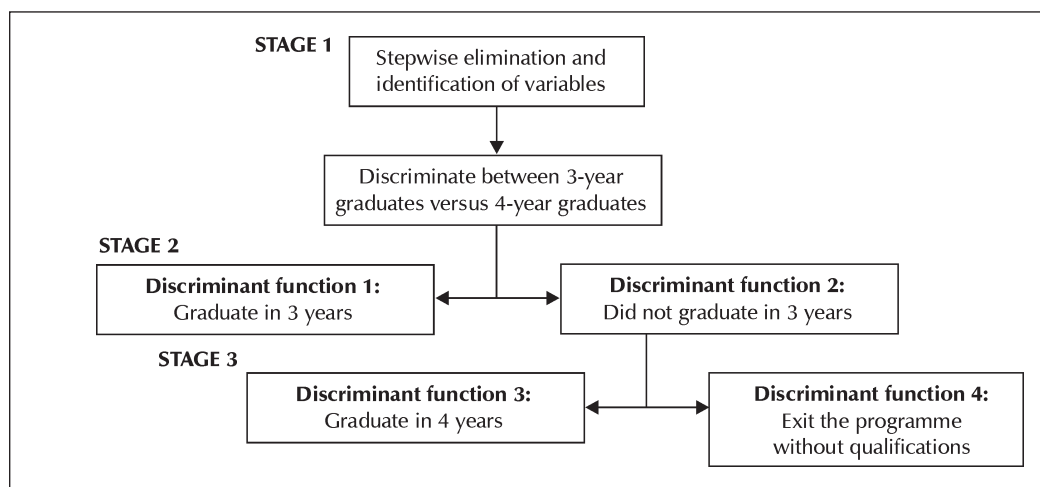 STAGE 1
Stepwise elimination and
identification of variables
Discriminate between 3-year
graduates versus 4-year graduates
STAGE 2
Discriminant function 1:
Graduate in 3 years
Discriminant function 2:
Did not graduate in 3 years
STAGE 3
Discriminant function 3:
Graduate in 4 years
Discriminant function 4:
Exit the programme
without qualifications